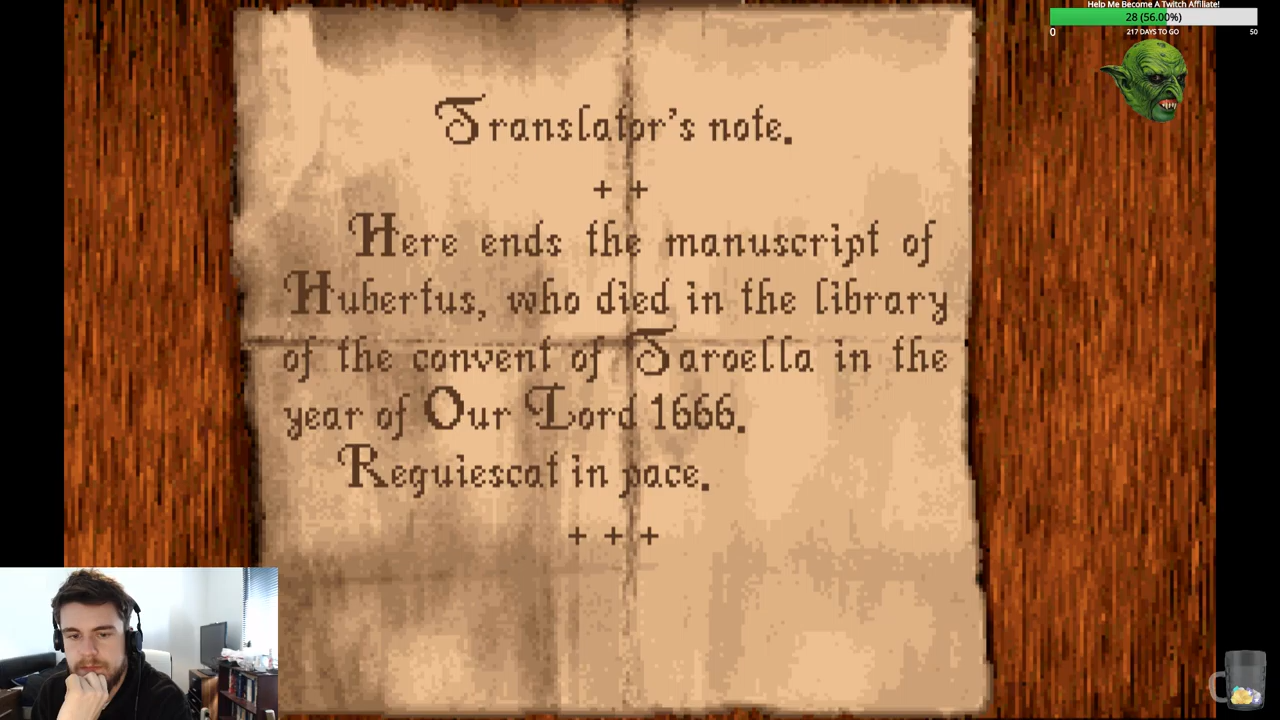 Help Me Become A Twitch Affiliate!
28 (56.00%)
0
217 DAYS TO GO
50
Translator's note.
+ +
Here ends the manuscript of
Hubertus, who died in the library
of the convent of Taroella in the
year of Our Lord 1666.
Requiescat in pace.
+ + +